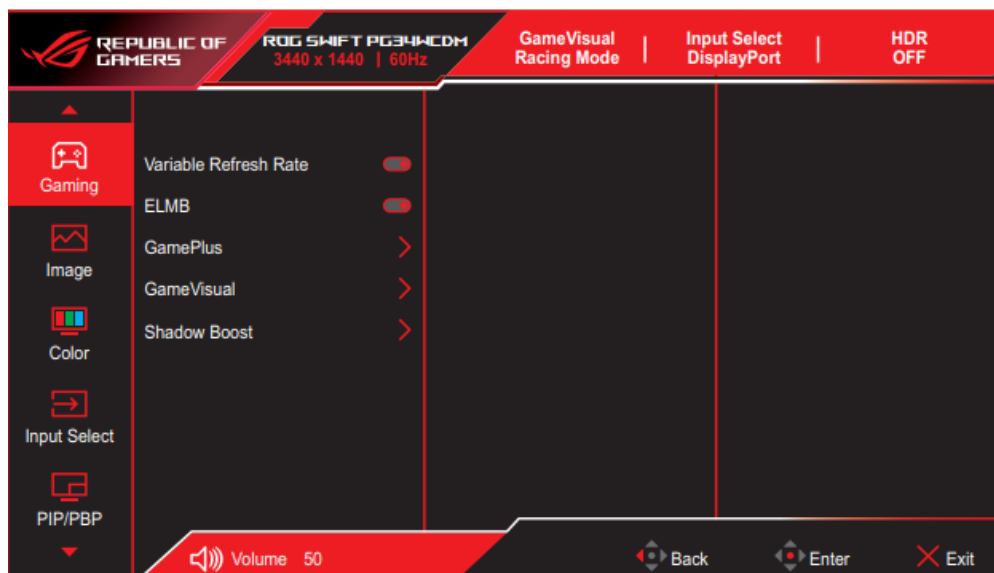 REPUBLIC OF
GAMERS
ROG SWIFT PG34WCDM
3440 x 1440 | 60Hz
GameVisual
Racing Mode
Input Select
DisplayPort
HDR
OFF
Gaming
Image
Color
Input Select
PIP/PBP
Variable Refresh Rate
ELMB
GamePlus
GameVisual
Shadow Boost
Volume 50
Back
Enter
Exit